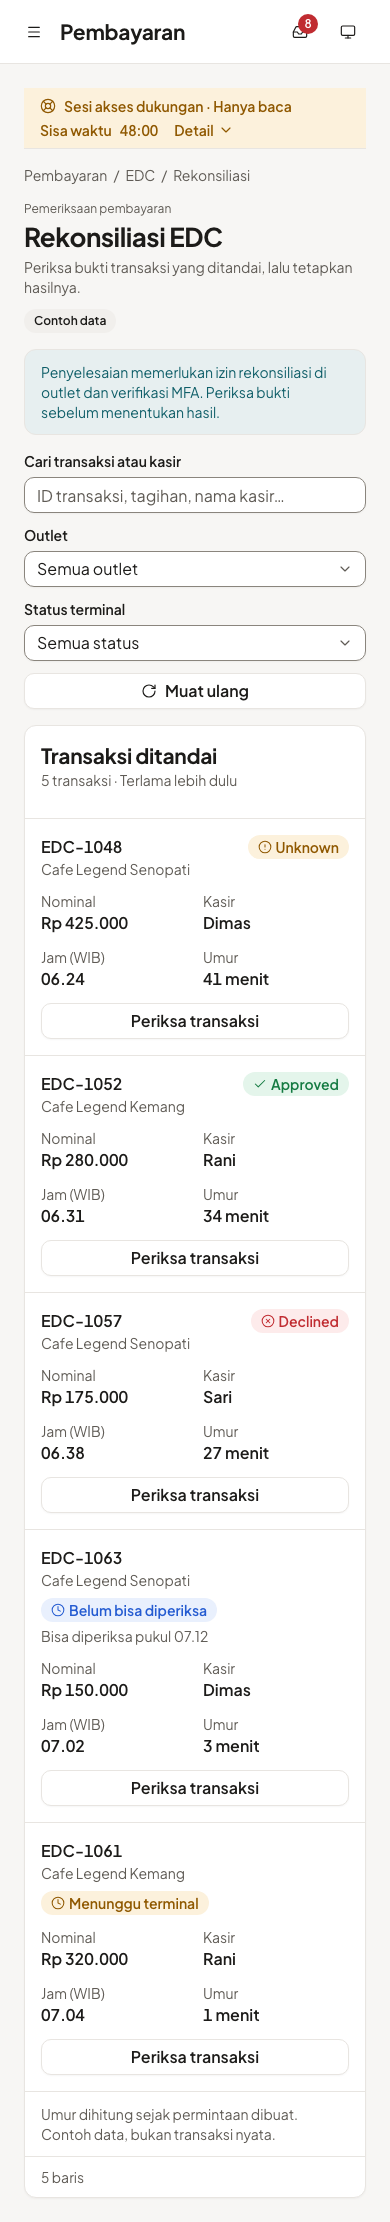 Pembayaran
8
Sesi akses dukungan · Hanya baca
Sisa waktu 48:00 Detail
Pembayaran / EDC / Rekonsiliasi
Pemeriksaan pembayaran
Rekonsiliasi EDC
Periksa bukti transaksi yang ditandai, lalu tetapkan
hasilnya.
Contoh data
Penyelesaian memerlukan izin rekonsiliasi di
outlet dan verifikasi MFA. Periksa bukti
sebelum menentukan hasil.
Cari transaksi atau kasir
ID transaksi, tagihan, nama kasir...
Outlet
Semua outlet
Status terminal
Semua status
Muat ulang
Transaksi ditandai
5 transaksi · Terlama lebih dulu
EDC-1048 Unknown
Cafe Legend Senopati
Nominal Kasir
Rp 425.000 Dimas
Jam (WIB) Umur
06.24 41 menit
Periksa transaksi
EDC-1052 Approved
Cafe Legend Kemang
Nominal Kasir
Rp 280.000 Rani
Jam (WIB) Umur
06.31 34 menit
Periksa transaksi
EDC-1057 Declined
Cafe Legend Senopati
Nominal Kasir
Rp 175.000 Sari
Jam (WIB) Umur
06.38 27 menit
Periksa transaksi
EDC-1063
Cafe Legend Senopati
Belum bisa diperiksa
Bisa diperiksa pukul 07.12
Nominal Kasir
Rp 150.000 Dimas
Jam (WIB) Umur
07.02 3 menit
Periksa transaksi
EDC-1061
Cafe Legend Kemang
Menunggu terminal
Nominal Kasir
Rp 320.000 Rani
Jam (WIB) Umur
07.04 1 menit
Periksa transaksi
Umur dihitung sejak permintaan dibuat.
Contoh data, bukan transaksi nyata.
5 baris